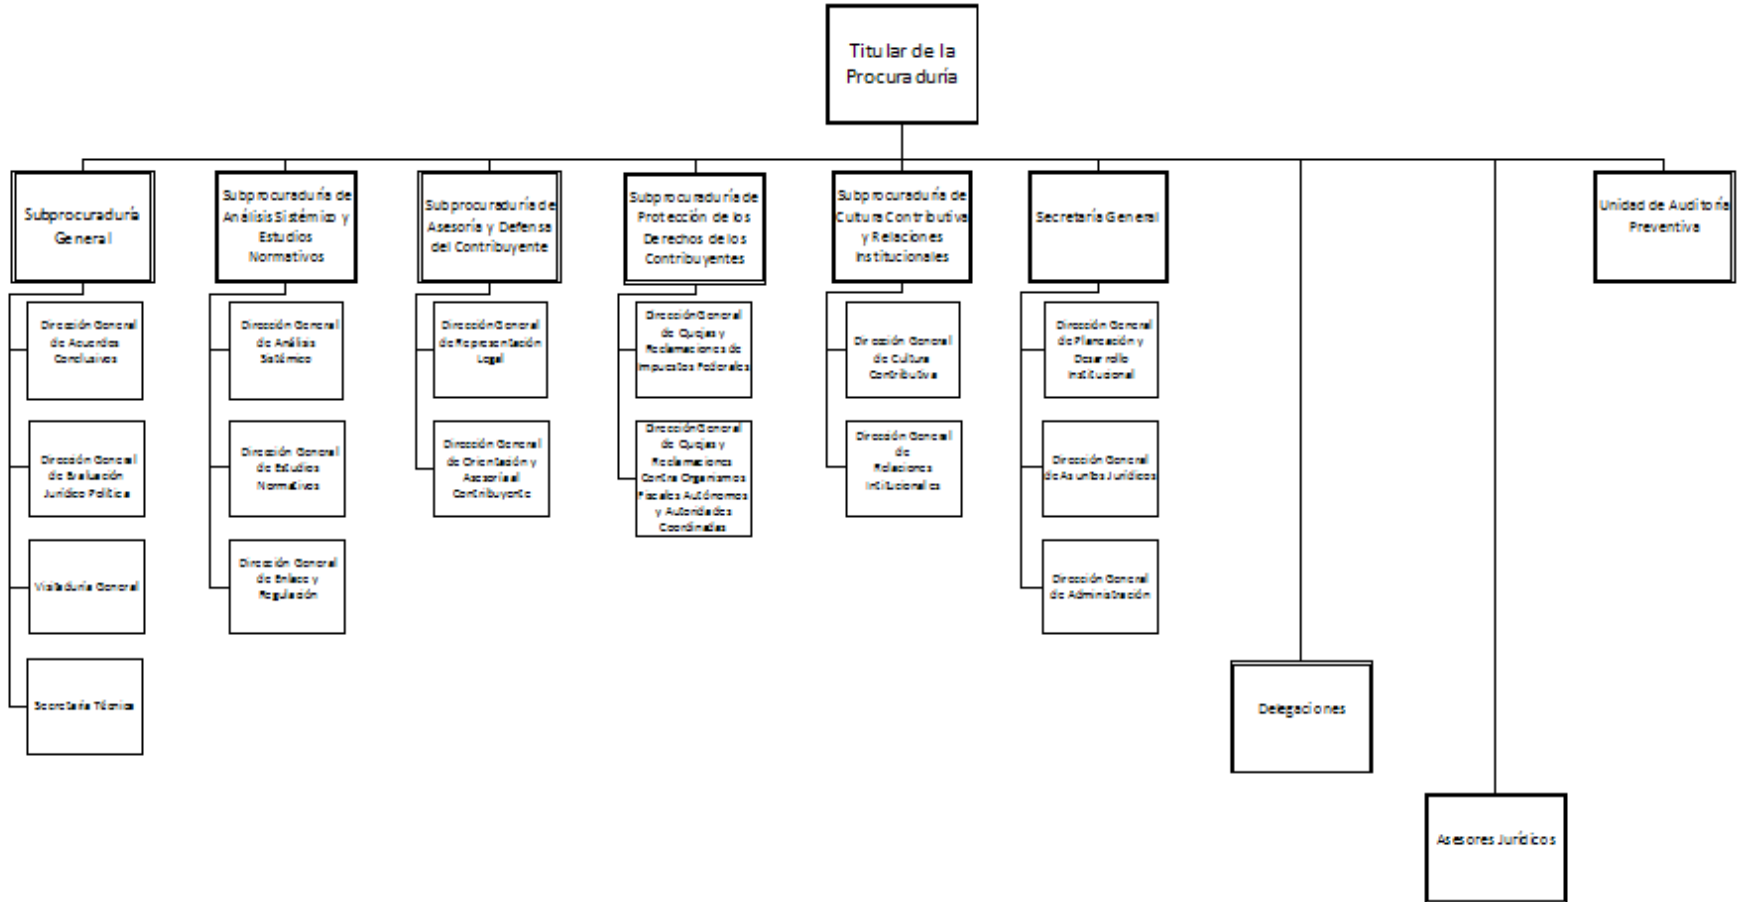 Titular de la
Procuraduría
Subprocuraduría
General
Subprocuraduría de
Análisis Sistémico y
Estudios
Normativos
Subprocuraduría de
Asesoría y Defensa
del Contribuyente
Subprocuraduría de
Protección de los
Derechos de los
Contribuyentes
Subprocuraduría de
Cultura Contributiva
y Relaciones
Institucionales
Secretaría General
Unidad de Auditoría
Preventiva
Dirección General
de Acuerdos
Conclusivos
Dirección General
de Evaluación
Jurídico Política
Visitaduría General
Secretaría Técnica
Dirección General
de Análisis
Sistémico
Dirección General
de Estudios
Normativos
Dirección General
de Enlace y
Regulación
Dirección General
de Representación
Legal
Dirección General
de Orientación y
Asesoría al
Contribuyente
Dirección General
de Quejas y
Reclamaciones de
Impuestos Federales
Dirección General
de Quejas y
Reclamaciones
Contra Organismos
Fiscales Autónomos
y Autoridades
Coordinadas
Dirección General
de Cultura
Contributiva
Dirección General
de
Relaciones
Intitucionales
Dirección General
de Planeación y
Desarrollo
Institucional
Dirección General
de Asuntos Jurídicos
Dirección General
de Administración
Delegaciones
Asesores Jurídicos